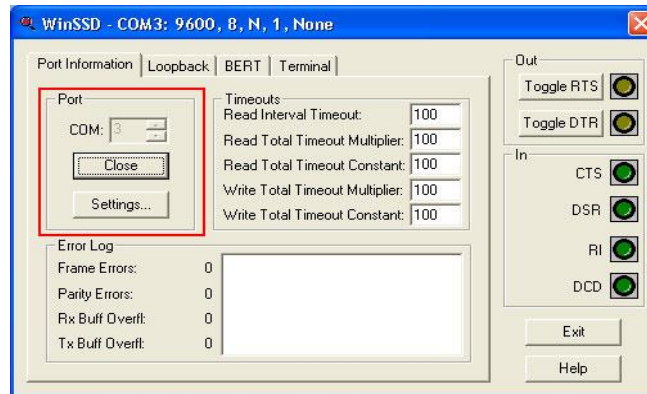 WinSSD - COM3: 9600, 8, N, 1, None
Port Information Loopback BERT Terminal
Port
COM: 3
Close
Settings...
Timeouts
Read Interval Timeout: 100
Read Total Timeout Multiplier: 100
Read Total Timeout Constant: 100
Write Total Timeout Multiplier: 100
Write Total Timeout Constant: 100
Error Log
Frame Errors: 0
Parity Errors: 0
Rx Buff Overfl: 0
Tx Buff Overfl: 0
Out
Toggle RTS
Toggle DTR
In
CTS
DSR
RI
DCD
Exit
Help